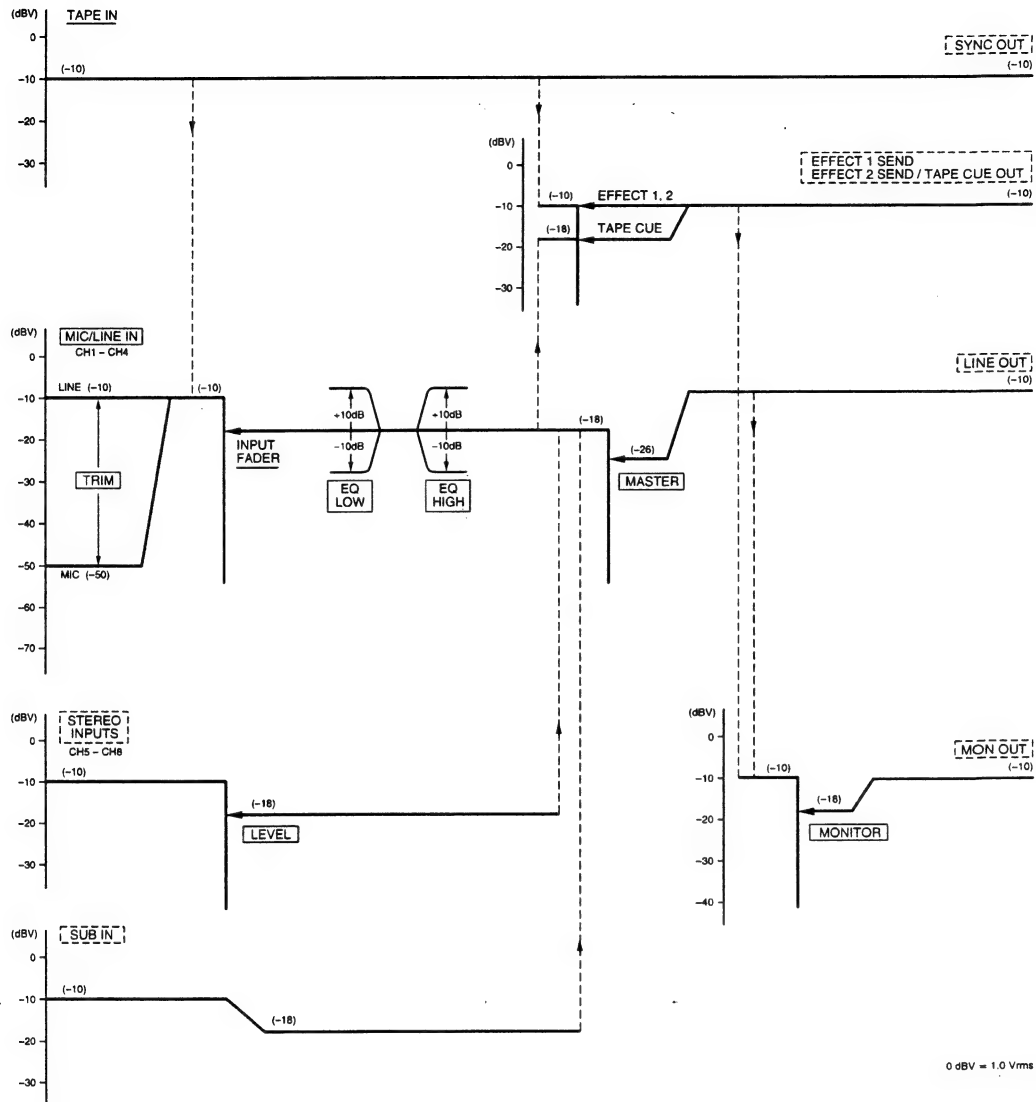 (dBV)
TAPE IN
0
(-10)
-10
-20
-30
SYNC OUT
(-10)
(dBV)
0
-10
-20
-30
(-10)
EFFECT 1, 2
(-18)
TAPE CUE
EFFECT 1 SEND
EFFECT 2 SEND / TAPE CUE OUT
(-10)
(dBV)
MIC/LINE IN
CH1 – CH4
0
-10
-20
-30
-40
-50
-60
-70
LINE (-10)
(-10)
TRIM
MIC (-50)
INPUT
FADER
+10dB
-10dB
EQ
LOW
+10dB
-10dB
EQ
HIGH
(-18)
(-26)
MASTER
LINE OUT
(-10)
(dBV)
STEREO
INPUTS
CH5 – CH8
0
(-10)
-10
-20
-30
(-18)
LEVEL
(dBV)
0
-10
-20
-30
-40
(-10)
(-18)
MONITOR
MON OUT
(-10)
(dBV)
SUB IN
0
(-10)
-10
-20
-30
(-18)
0 dBV = 1.0 Vrms